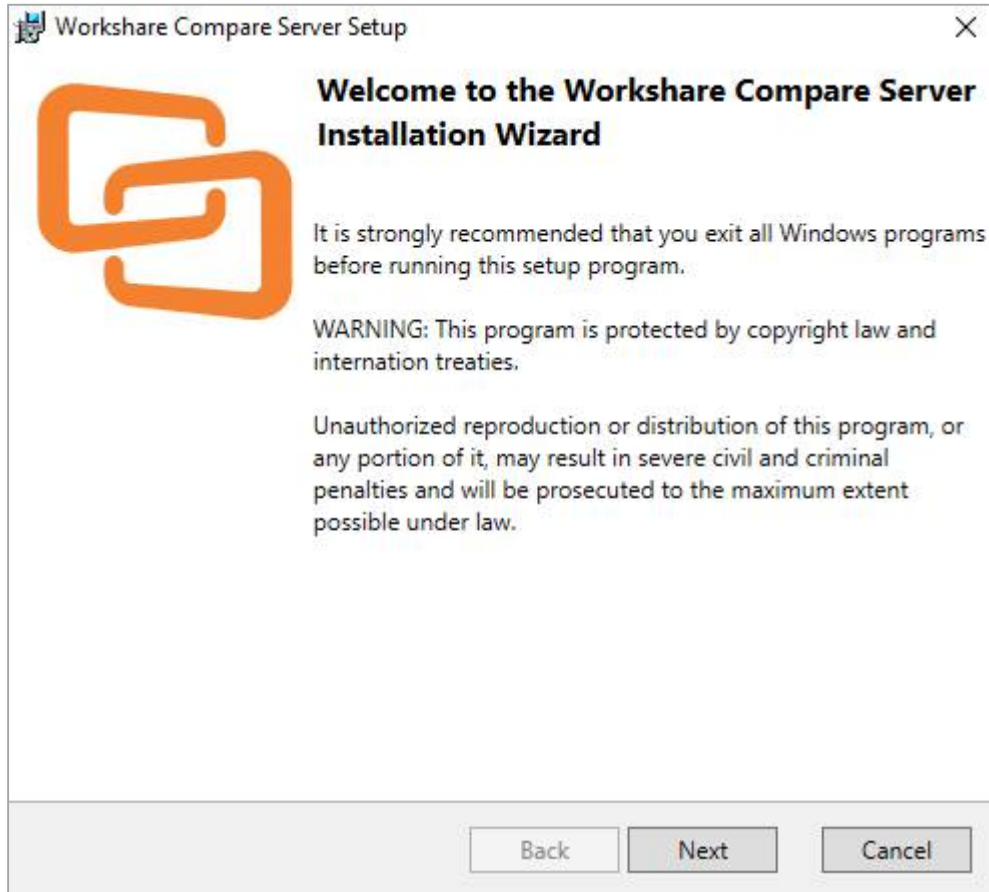 Workshare Compare Server Setup
Welcome to the Workshare Compare Server
Installation Wizard
It is strongly recommended that you exit all Windows programs
before running this setup program.
WARNING: This program is protected by copyright law and
internation treaties.
Unauthorized reproduction or distribution of this program, or
any portion of it, may result in severe civil and criminal
penalties and will be prosecuted to the maximum extent
possible under law.
Back Next Cancel